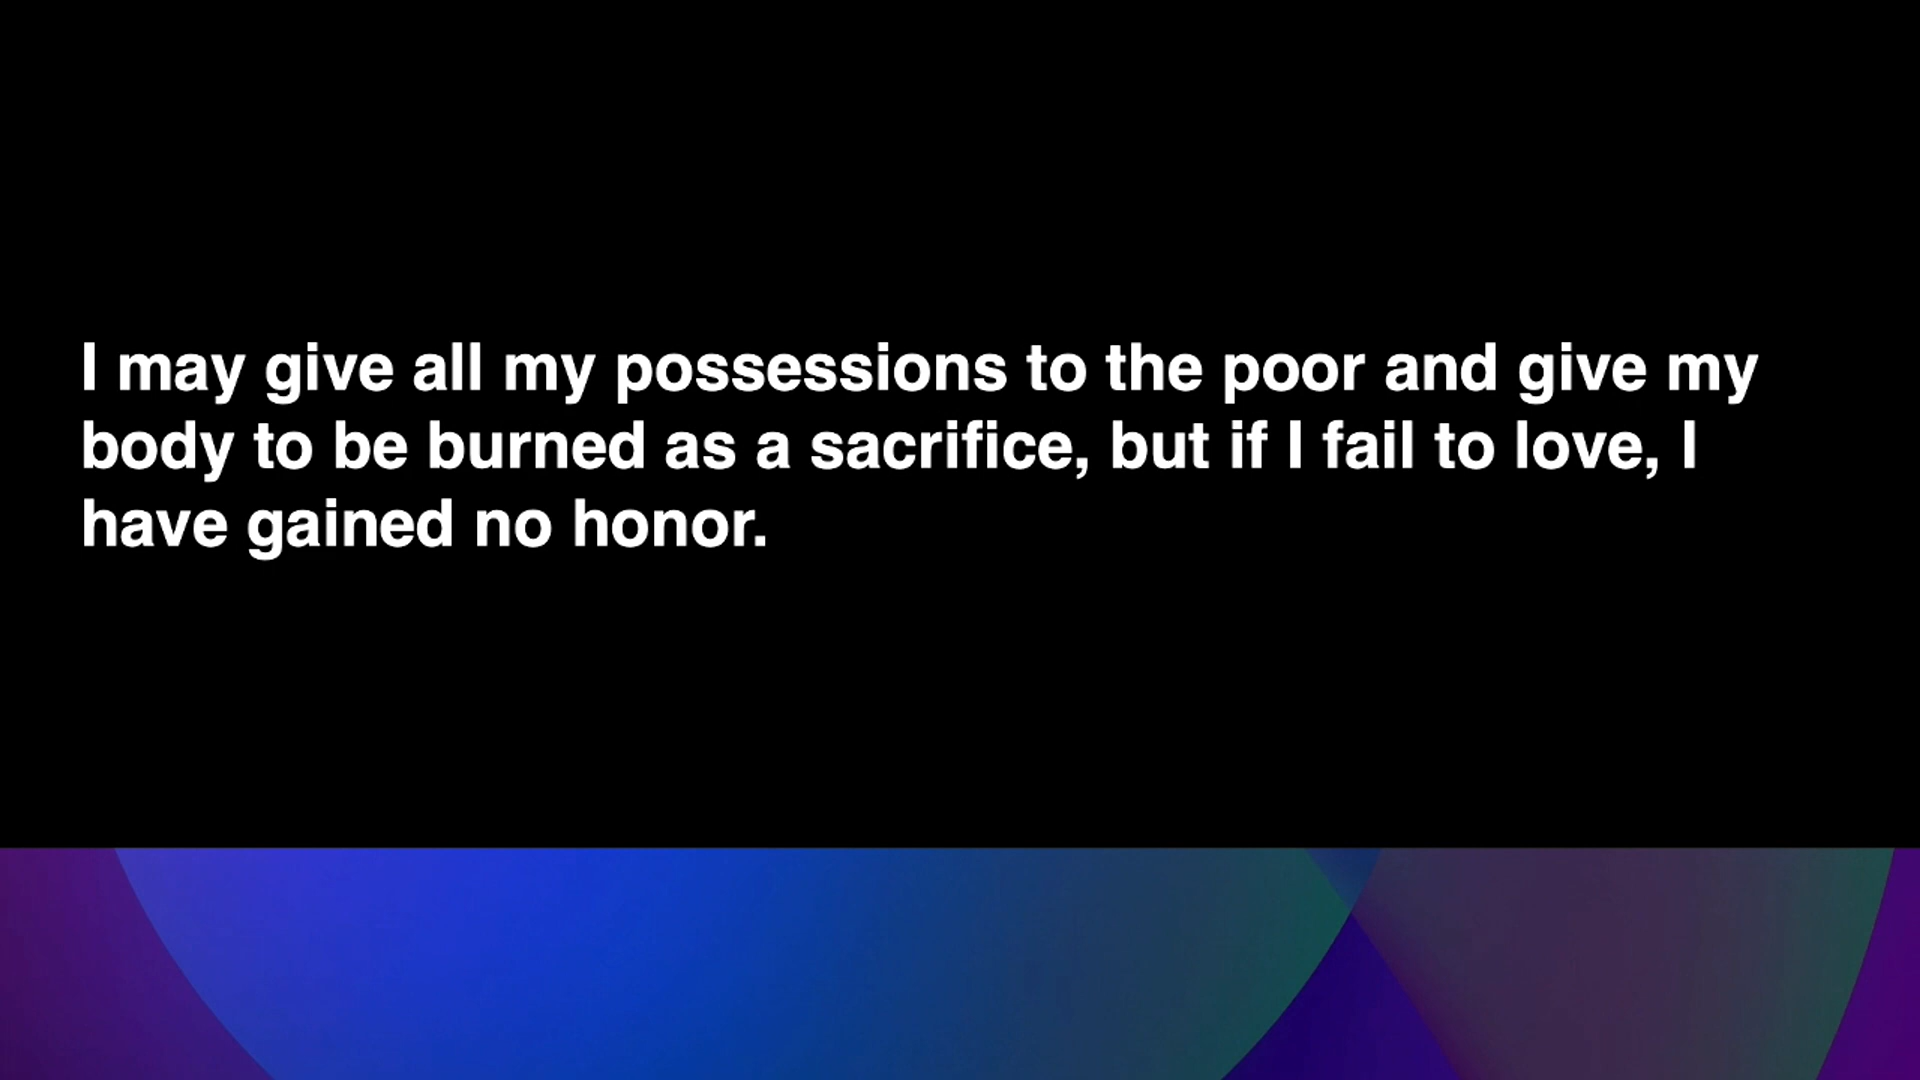 I may give all my possessions to the poor and give my
body to be burned as a sacrifice, but if I fail to love, I
have gained no honor.